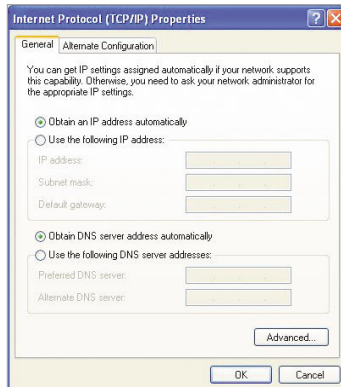 Internet Protocol (TCP/IP) Properties
General
Alternate Configuration
You can get IP settings assigned automatically if your network supports
this capability. Otherwise, you need to ask your network administrator for
the appropriate IP settings.
Obtain an IP address automatically
Use the following IP address:
IP address:
Subnet mask:
Default gateway:
Obtain DNS server address automatically
Use the following DNS server addresses:
Preferred DNS server:
Alternate DNS server:
Advanced...
OK
Cancel